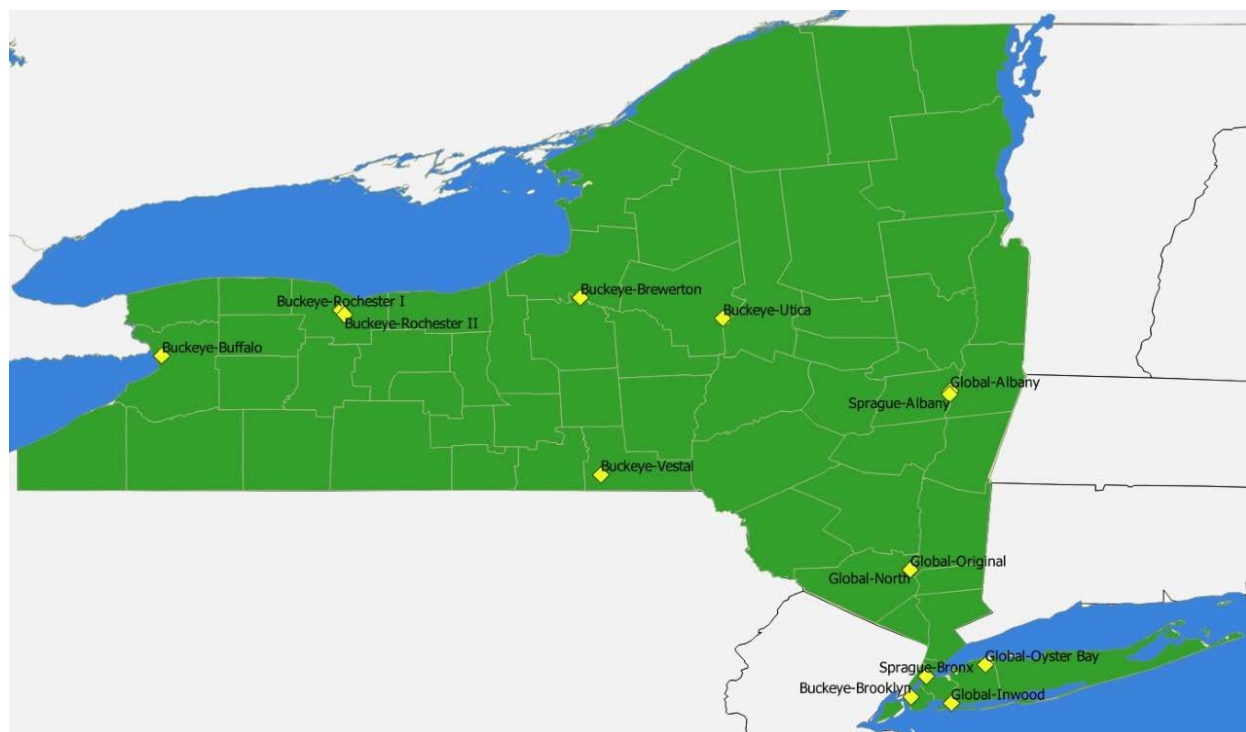 Buckeye-Brewerton
Buckeye-Rochester I
Buckeye-Utica
Buckeye-Rochester II
Buckeye-Buffalo
Global-Albany
Sprague-Albany
Buckeye-Vestal
Global-Original
Global-North
Global-Oyster Bay
Sprague-Bronx
Buckeye-Brooklyn
Global-Inwood